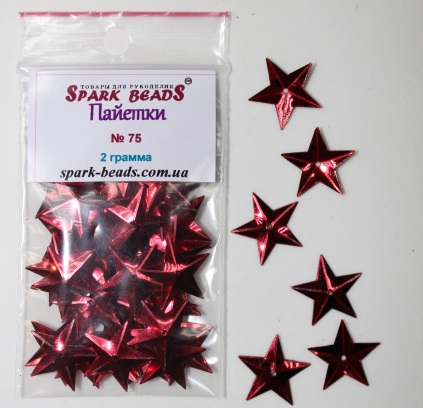 ТОВАРЫ ДЛЯ РУКОДЕЛИЯ
SPARK BEADS
Пайетки
№ 75
2 грамма
spark-beads.com.ua